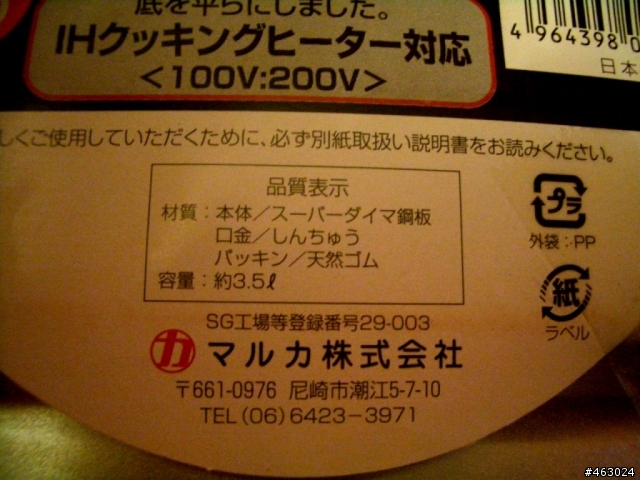 底を平らにしました。
IHクッキングヒーター対応
<100V:200V>
4 964398 0
日本
しくご使用していただくために、必ず別紙取扱い説明書をお読みください。
品質表示
材質：本体／スーパーダイマ鋼板
口金／しんちゅう
パッキン／天然ゴム
容量：約3.5ℓ
プラ
外袋：PP
紙
ラベル
SG工場等登録番号29-003
カ マルカ株式会社
〒661-0976 尼崎市潮江5-7-10
TEL(06)6423-3971
#463024